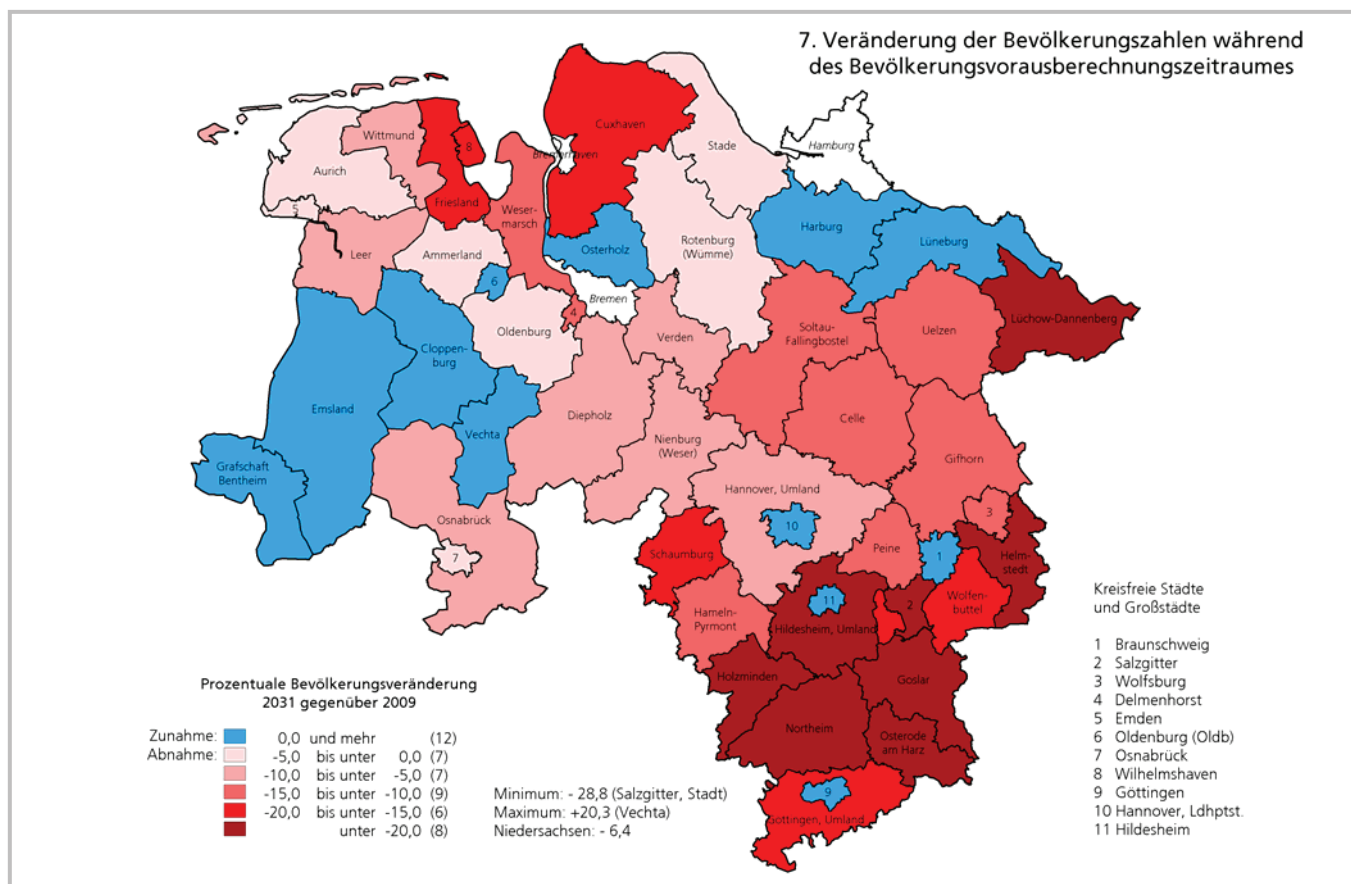 7. Veränderung der Bevölkerungszahlen während
des Bevölkerungsvorausberechnungszeitraumes
Cuxhaven
Wittmund
8
Bremerhaven
Stade
Hamburg
Aurich
5
Friesland
Weser-
marsch
Harburg
Lüneburg
Leer
Ammerland
Osterholz
Rotenburg
(Wümme)
6
Bremen
4
Lüchow-Dannenberg
Oldenburg
Verden
Soltau-
Fallingbostel
Uelzen
Cloppen-
burg
Emsland
Diepholz
Celle
Vechta
Nienburg
(Weser)
Gifhorn
Grafschaft
Bentheim
Hannover, Umland
Osnabrück
10
3
7
Schaumburg
Peine
1
Helm-
stedt
Hameln-
Pyrmont
11
2
Wolfen-
buttel
Hildesheim, Umland
Holzminden
Goslar
Northeim
Osterode
am Harz
9
Göttingen, Umland
Prozentuale Bevölkerungsveränderung
2031 gegenüber 2009
Zunahme: 0,0 und mehr (12)
Abnahme: -5,0 bis unter 0,0 (7)
-10,0 bis unter -5,0 (7)
-15,0 bis unter -10,0 (9)
-20,0 bis unter -15,0 (6)
unter -20,0 (8)
Minimum: - 28,8 (Salzgitter, Stadt)
Maximum: +20,3 (Vechta)
Niedersachsen: - 6,4
Kreisfreie Städte
und Großstädte
1 Braunschweig
2 Salzgitter
3 Wolfsburg
4 Delmenhorst
5 Emden
6 Oldenburg (Oldb)
7 Osnabrück
8 Wilhelmshaven
9 Göttingen
10 Hannover, Ldhptst.
11 Hildesheim